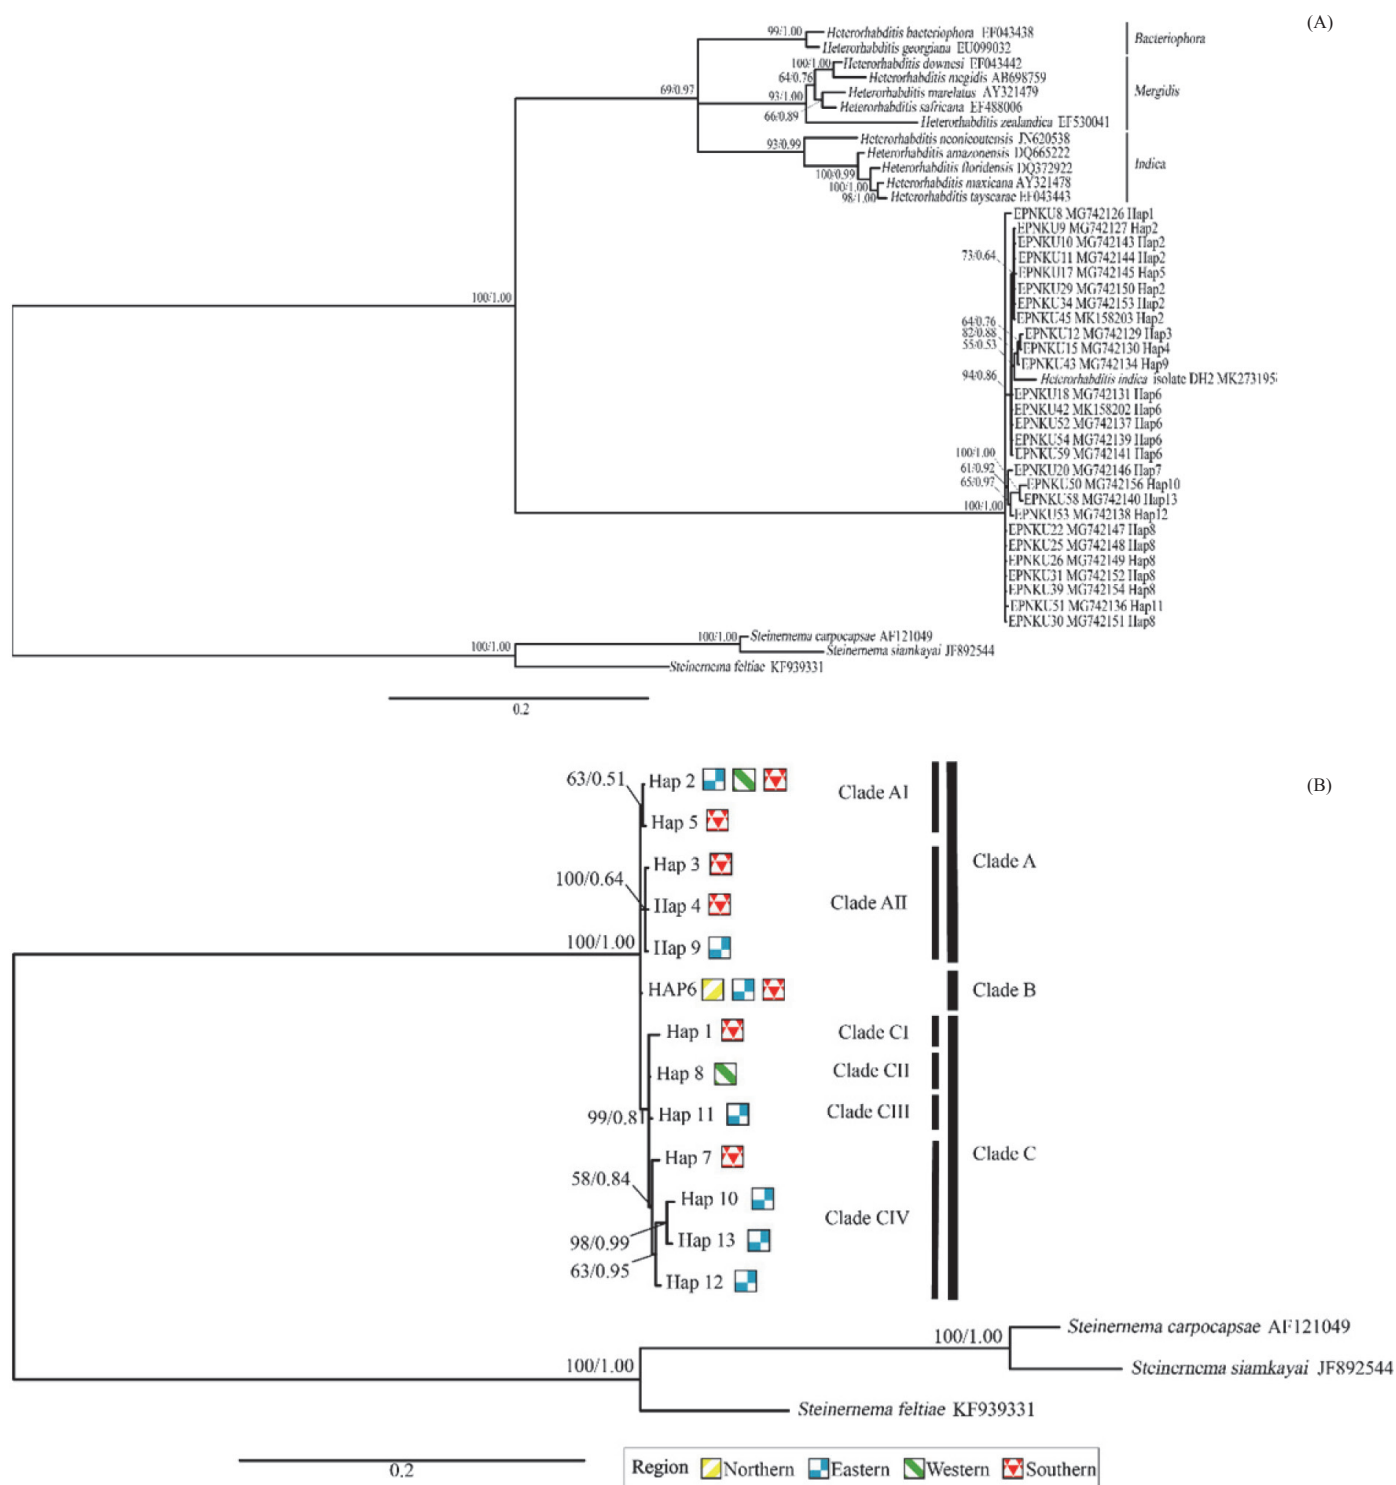 (A)
99/1.00
Heterorhabditis bacteriophora EF043438
Heterorhabditis georgiana EU099032
Bacteriophora
100/1.00
Heterorhabditis downesi EF043442
64/0.76
Heterorhabditis megidis AB698759
69/0.97
93/1.00
Heterorhabditis marelatus AY321479
Mergidis
Heterorhabditis safricana EF488006
66/0.89
Heterorhabditis zealandica EF530041
93/0.99
Heterorhabditis noenieoutensis JN620538
Heterorhabditis amazonensis DQ665222
Heterorhabditis floridensis DQ372922
Indica
100/0.99
Heterorhabditis maxicana AY321478
100/1.00
98/1.00
Heterorhabditis taysearae EF043443
EPNKU8 MG742126 Hap1
EPNKU9 MG742127 Hap2
EPNKU10 MG742143 Hap2
73/0.64
EPNKU11 MG742144 Hap2
EPNKU17 MG742145 Hap5
EPNKU29 MG742150 Hap2
100/1.00
EPNKU34 MG742153 Hap2
EPNKU45 MK158203 Hap2
64/0.76
82/0.88
EPNKU12 MG742129 Hap3
55/0.53
EPNKU15 MG742130 Hap4
EPNKU43 MG742134 Hap9
94/0.86
Heterorhabditis indica isolate DH2 MK273195
EPNKU18 MG742131 Hap6
EPNKU42 MK158202 Hap6
EPNKU52 MG742137 Hap6
EPNKU54 MG742139 Hap6
100/1.00
EPNKU59 MG742141 Hap6
61/0.92
EPNKU20 MG742146 Hap7
65/0.97
EPNKU50 MG742156 Hap10
EPNKU58 MG742140 Hap13
100/1.00
EPNKU53 MG742138 Hap12
EPNKU22 MG742147 Hap8
EPNKU25 MG742148 Hap8
EPNKU26 MG742149 Hap8
EPNKU31 MG742152 Hap8
EPNKU39 MG742154 Hap8
EPNKU51 MG742136 Hap11
EPNKU30 MG742151 Hap8
100/1.00
100/1.00
Steinernema carpocapsae AF121049
Steinernema siamkayai JF892544
Steinernema feltiae KF939331
0.2
(B)
63/0.51
Hap 2
Clade AI
Hap 5
Hap 3
Clade A
100/0.64
Hap 4
Clade AII
100/1.00
Hap 9
HAP6
Clade B
Hap 1
Clade CI
Hap 8
Clade CII
99/0.81
Hap 11
Clade CIII
Hap 7
Clade C
58/0.84
Hap 10
Clade CIV
98/0.99
Hap 13
63/0.95
Hap 12
100/1.00
Steinernema carpocapsae AF121049
100/1.00
Steinernema siamkayai JF892544
Steinernema feltiae KF939331
0.2
Region Northern Eastern Western Southern